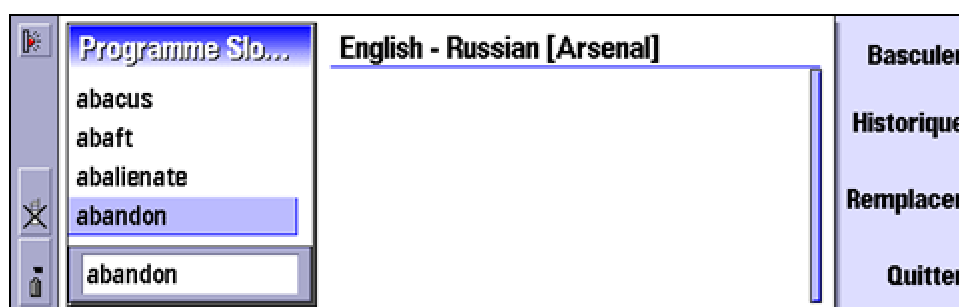 Programme Slo...
abacus
abaft
abalienate
abandon
abandon
English - Russian [Arsenal]
Basculer
Historique
Remplacer
Quitter